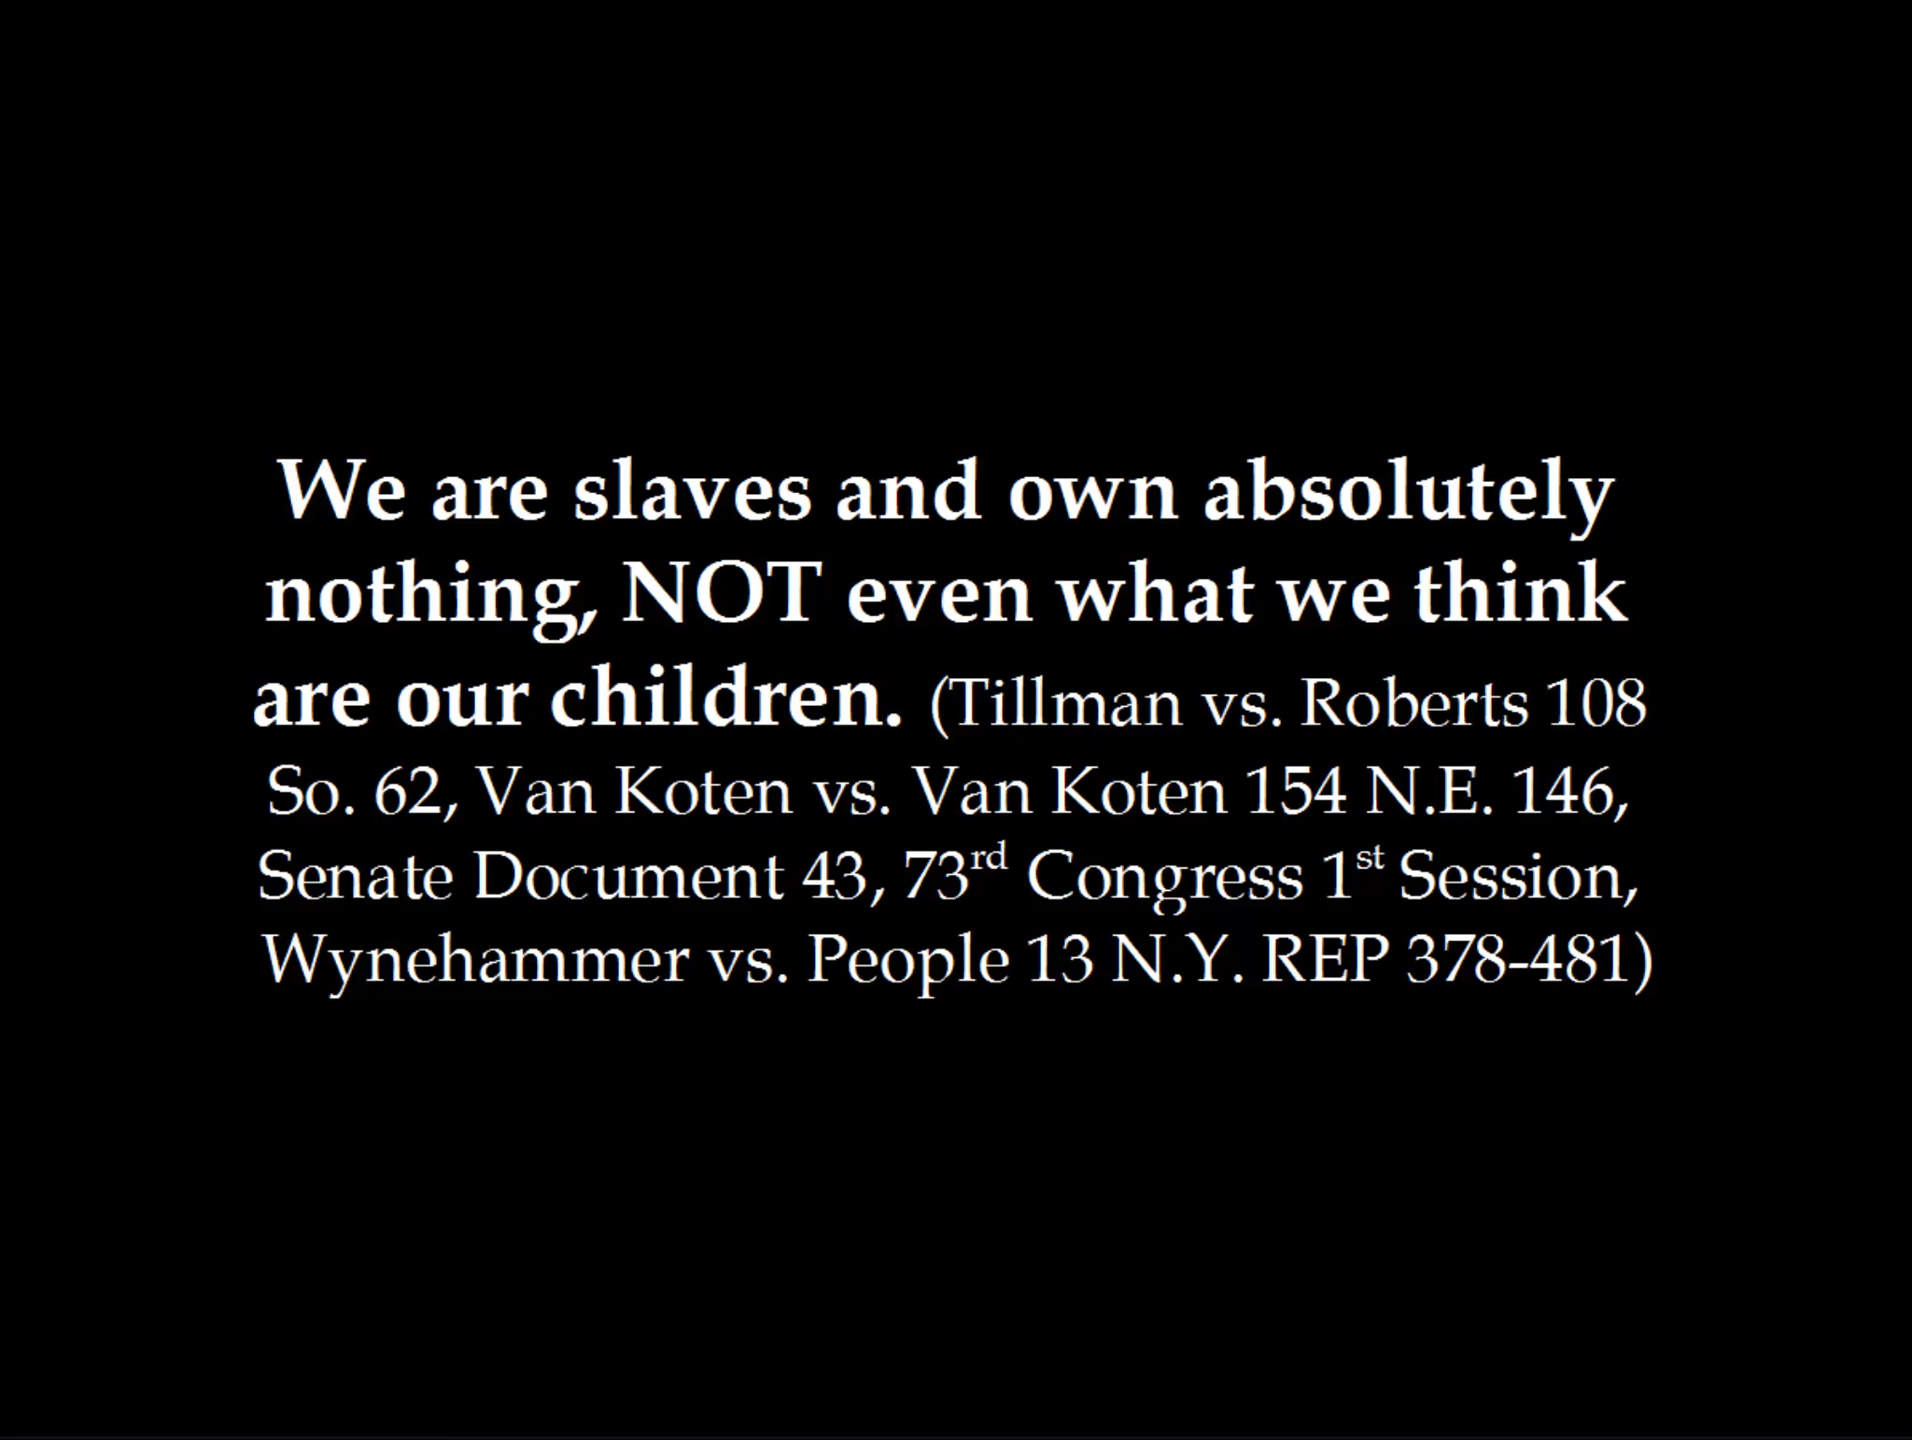 We are slaves and own absolutely
nothing, NOT even what we think
are our children. (Tillman vs. Roberts 108
So. 62, Van Koten vs. Van Koten 154 N.E. 146,
Senate Document 43, 73rd Congress 1st Session,
Wynehammer vs. People 13 N.Y. REP 378-481)